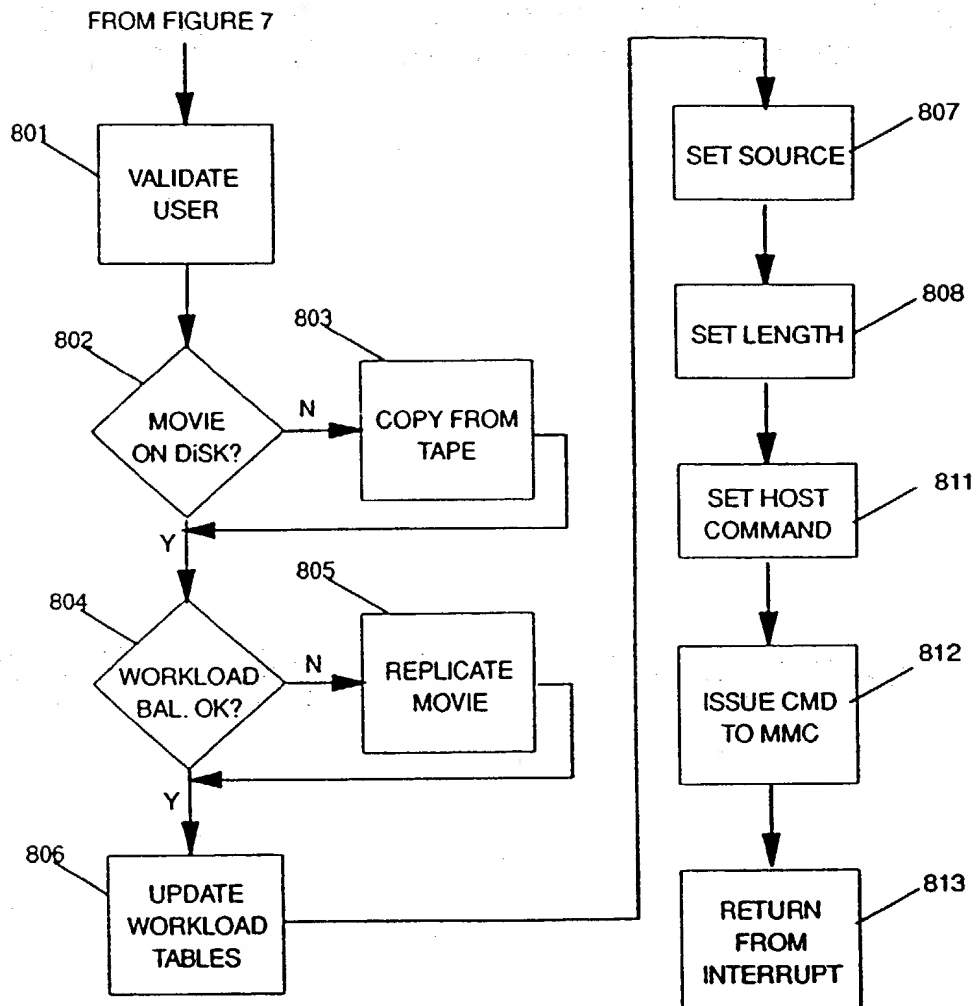 FROM FIGURE 7
801
VALIDATE
USER
802
MOVIE
ON DiSK?
N
803
COPY FROM
TAPE
Y
804
WORKLOAD
BAL. OK?
N
805
REPLICATE
MOVIE
Y
806
UPDATE
WORKLOAD
TABLES
807
SET SOURCE
808
SET LENGTH
811
SET HOST
COMMAND
812
ISSUE CMD
TO MMC
813
RETURN
FROM
INTERRUPT